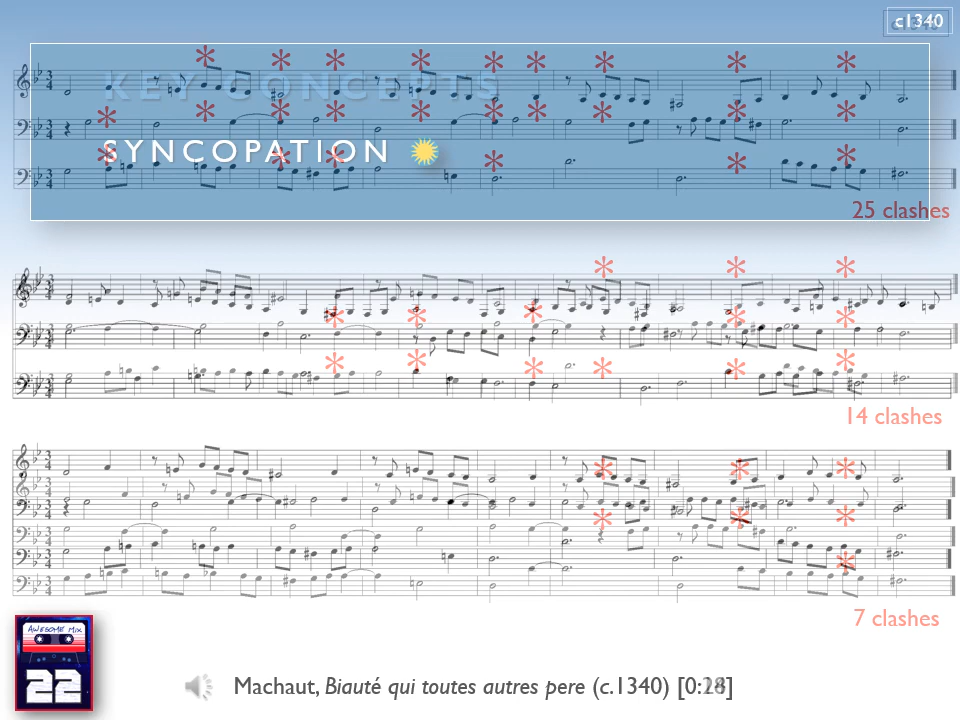 c1340
KEY CONCEPTS
SYNCOPATION
25 clashes
14 clashes
7 clashes
AWESOME MIX
22
Machaut, Biauté qui toutes autres pere (c.1340)